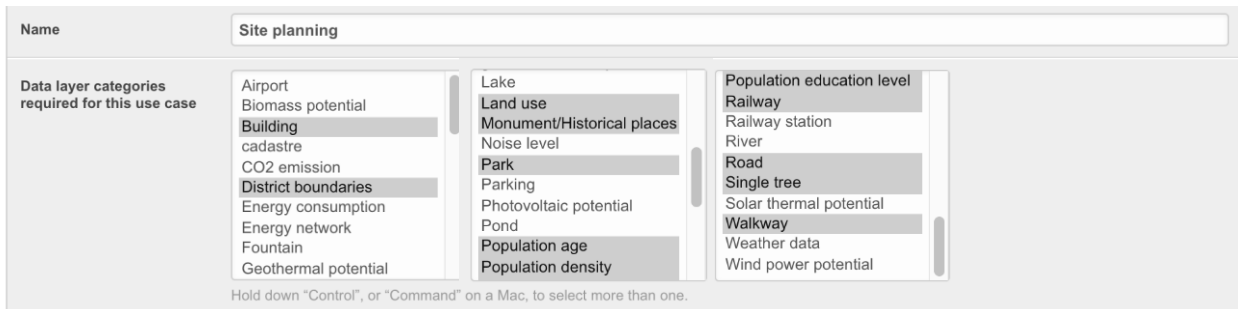 Name
Site planning
Data layer categories
required for this use case
Airport
Biomass potential
Building
cadastre
CO2 emission
District boundaries
Energy consumption
Energy network
Fountain
Geothermal potential
Lake
Land use
Monument/Historical places
Noise level
Park
Parking
Photovoltaic potential
Pond
Population age
Population density
Population education level
Railway
Railway station
River
Road
Single tree
Solar thermal potential
Walkway
Weather data
Wind power potential
Hold down “Control”, or “Command” on a Mac, to select more than one.